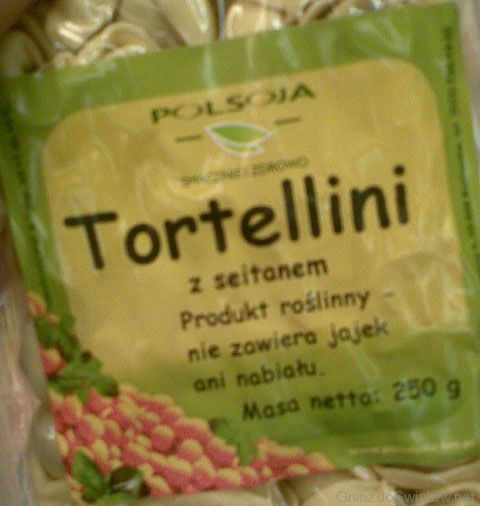 POLSOJA
SMACZNIE I ZDROWO
Tortellini
z seitanem
Produkt roślinny -
nie zawiera jajek
ani nabiału.
Masa netto: 250 g